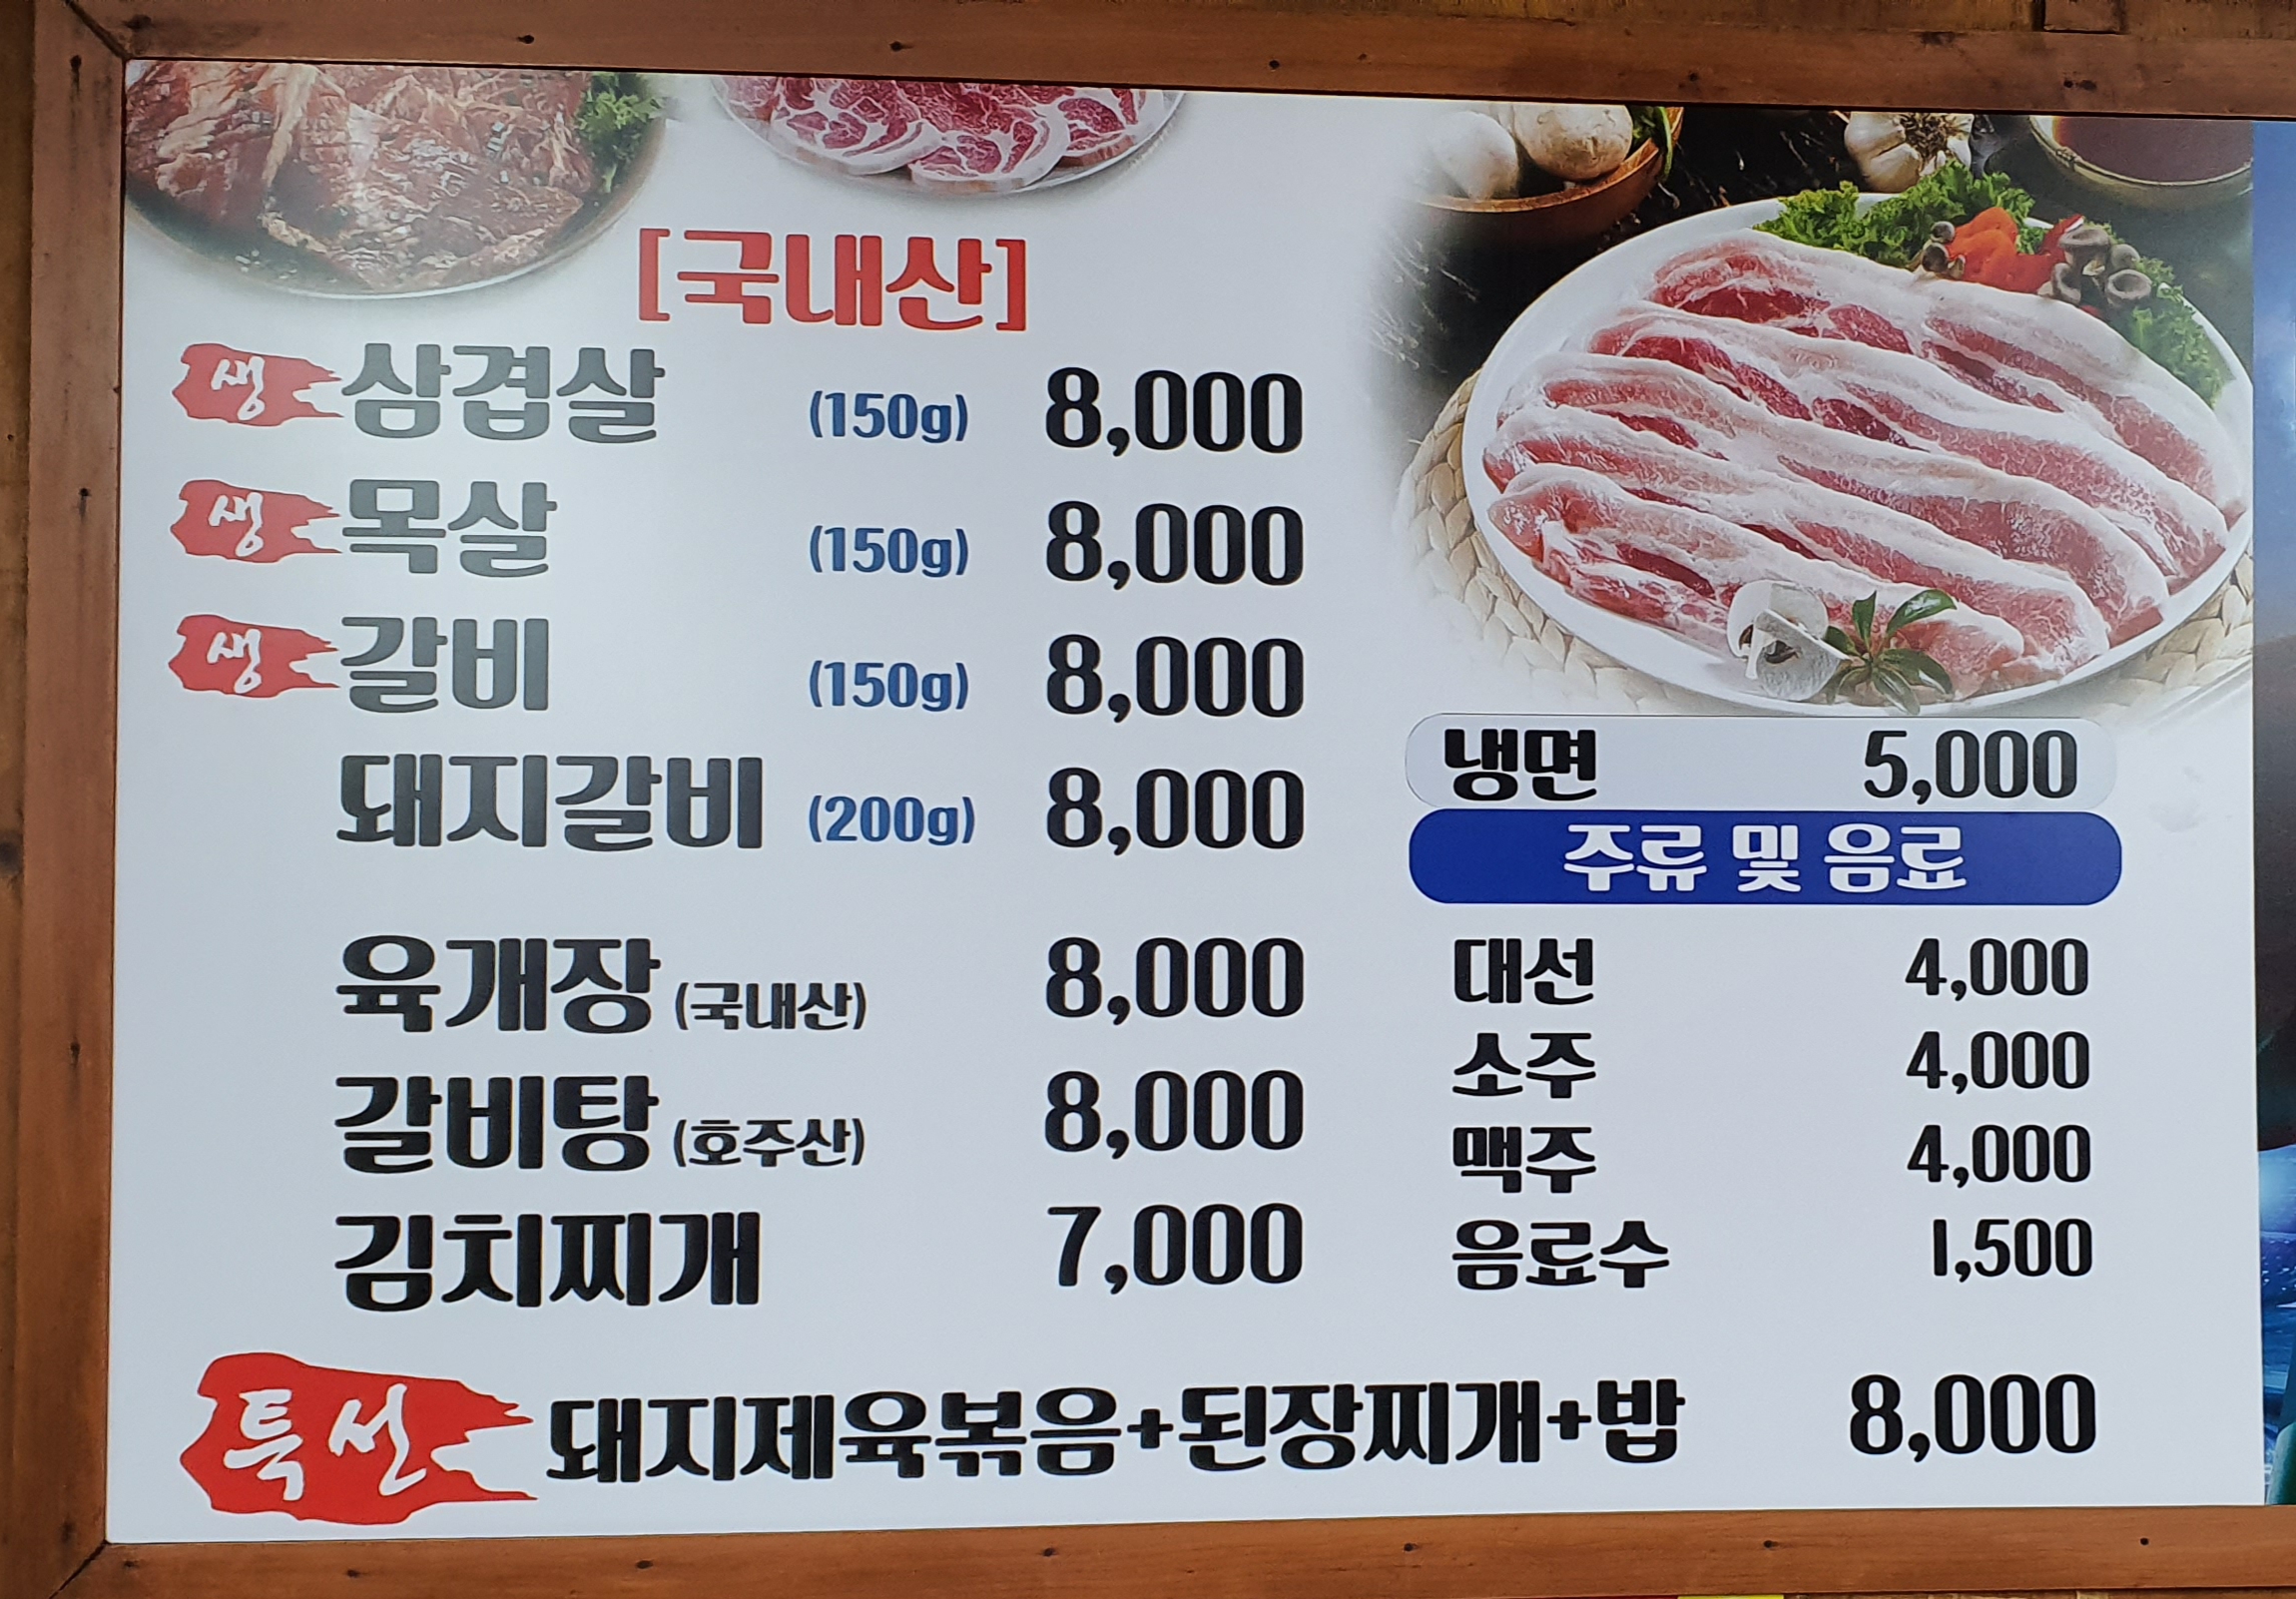 [국내산]
생 삼겹살 (150g) 8,000
생 목살 (150g) 8,000
생 갈비 (150g) 8,000
돼지갈비 (200g) 8,000
육개장 (국내산) 8,000
갈비탕 (호주산) 8,000
김치찌개 7,000
냉면 5,000
주류 및 음료
대선 4,000
소주 4,000
맥주 4,000
음료수 1,500
특선 돼지제육볶음+된장찌개+밥 8,000